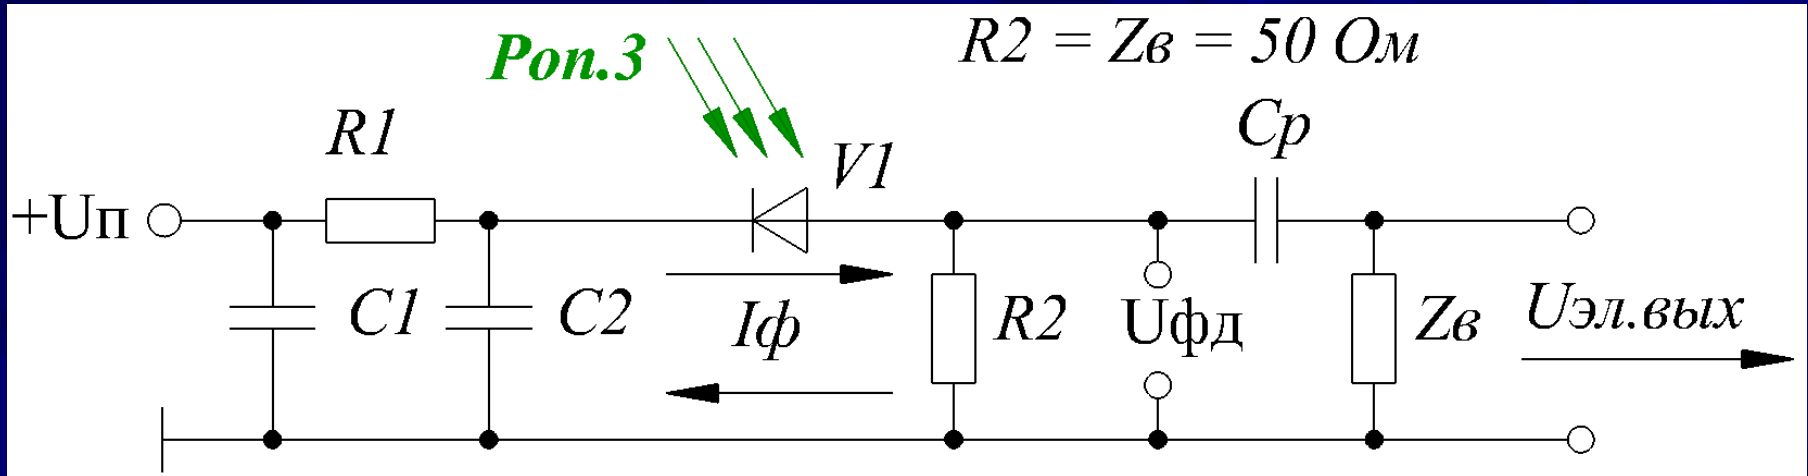 Pоп.3
R2 = Zв = 50 Ом
R1
V1
Cр
+Uп
C1
C2
Iф
R2
Uфд
Zв
Uэл.вых